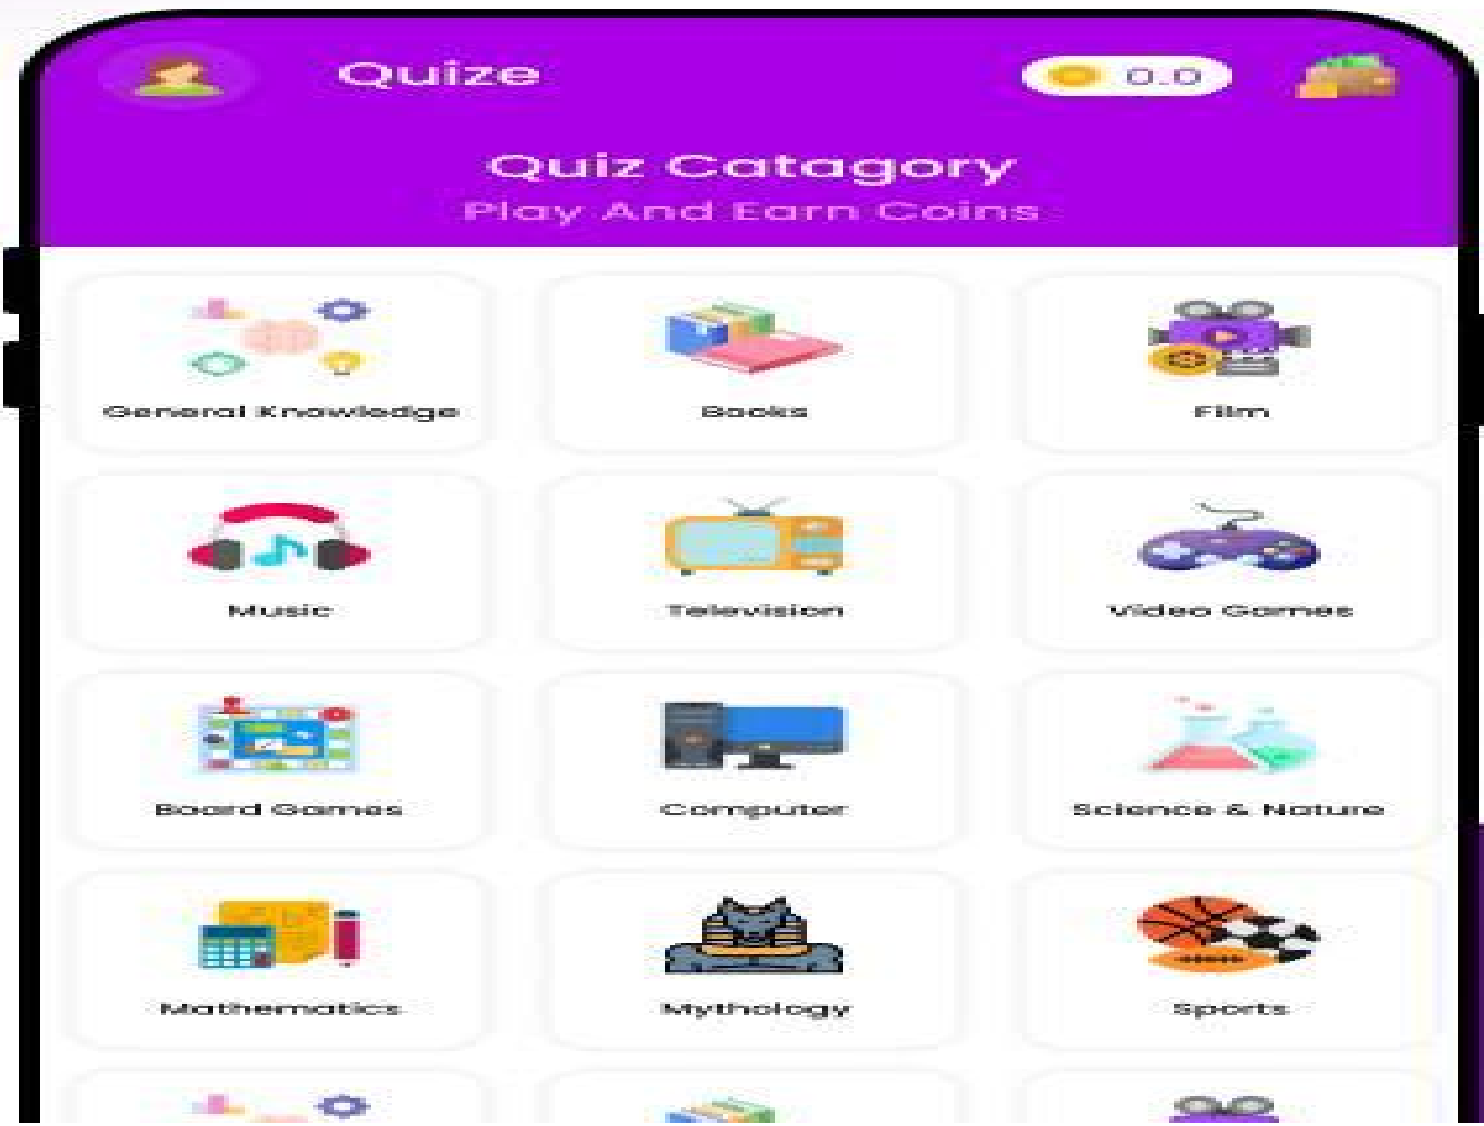 Quize 0.0
Quiz Catagory
Play And Earn Coins
General Knowledge Books Film
Music Television Video Games
Board Games Computer Science & Nature
Mathematics Mythology Sports